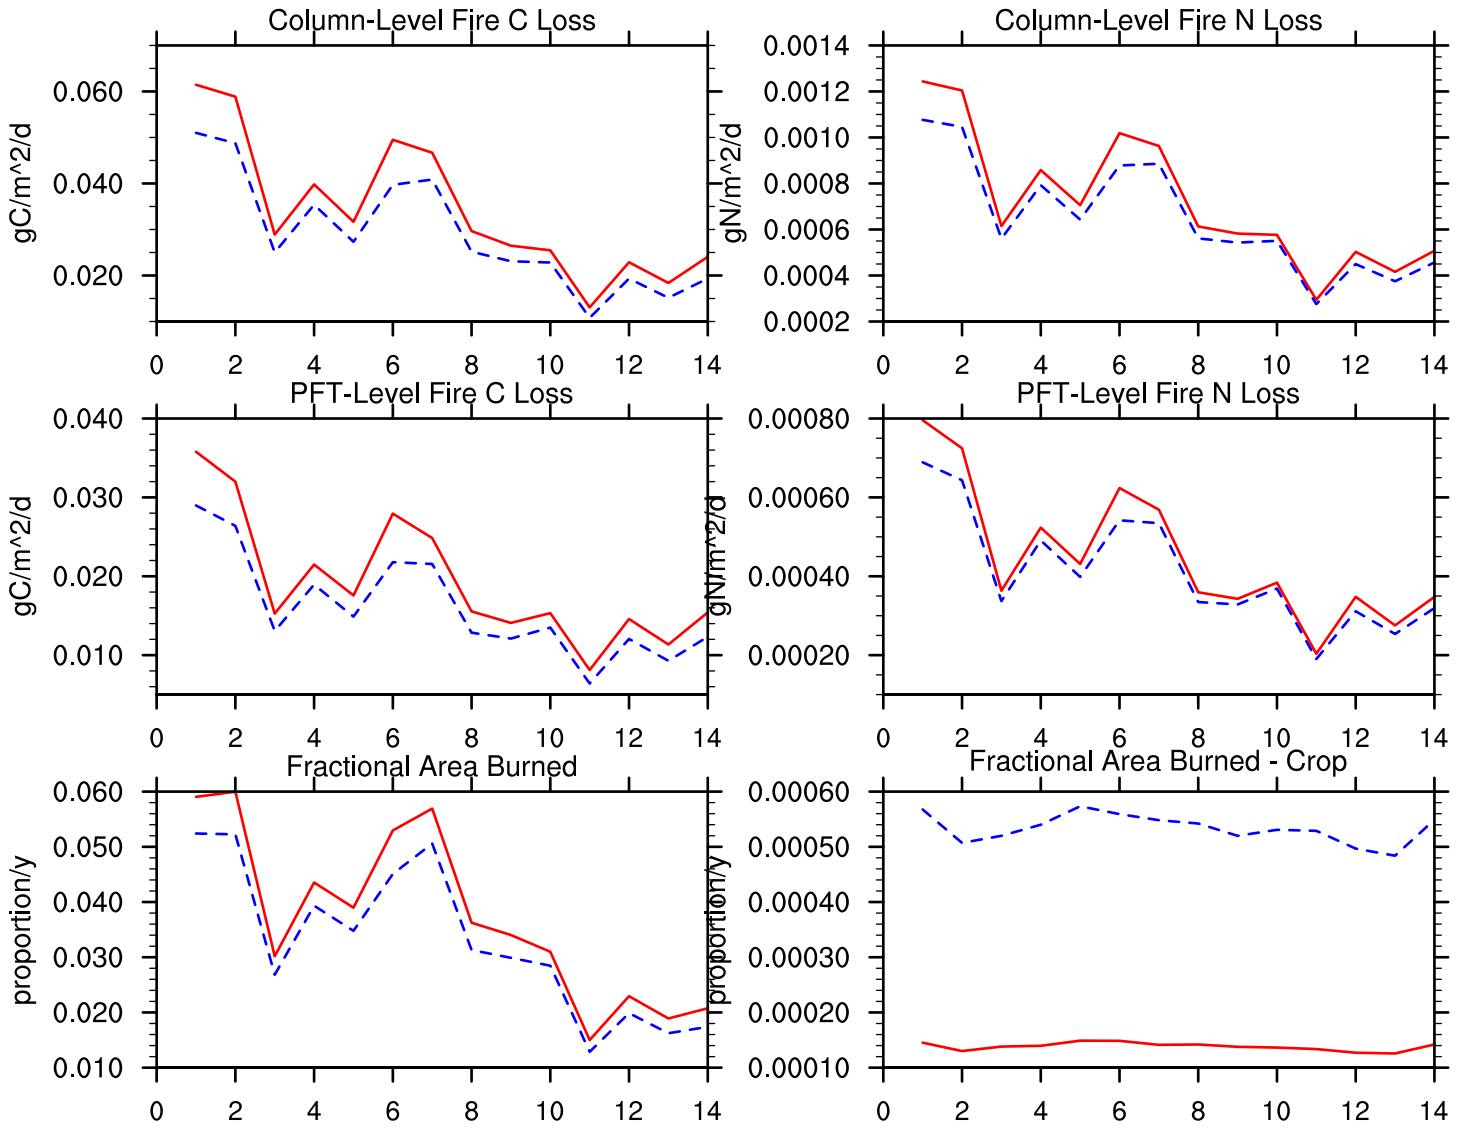 Column-Level Fire C Loss
gC/m^2/d
0.060
0.040
0.020
0 2 4 6 8 10 12 14
Column-Level Fire N Loss
gN/m^2/d
0.0014
0.0012
0.0010
0.0008
0.0006
0.0004
0.0002
0 2 4 6 8 10 12 14
PFT-Level Fire C Loss
gC/m^2/d
0.040
0.030
0.020
0.010
0 2 4 6 8 10 12 14
PFT-Level Fire N Loss
gN/m^2/d
0.00080
0.00060
0.00040
0.00020
0 2 4 6 8 10 12 14
Fractional Area Burned
proportion/y
0.060
0.050
0.040
0.030
0.020
0.010
0 2 4 6 8 10 12 14
Fractional Area Burned - Crop
proportion/y
0.00060
0.00050
0.00040
0.00030
0.00020
0.00010
0 2 4 6 8 10 12 14